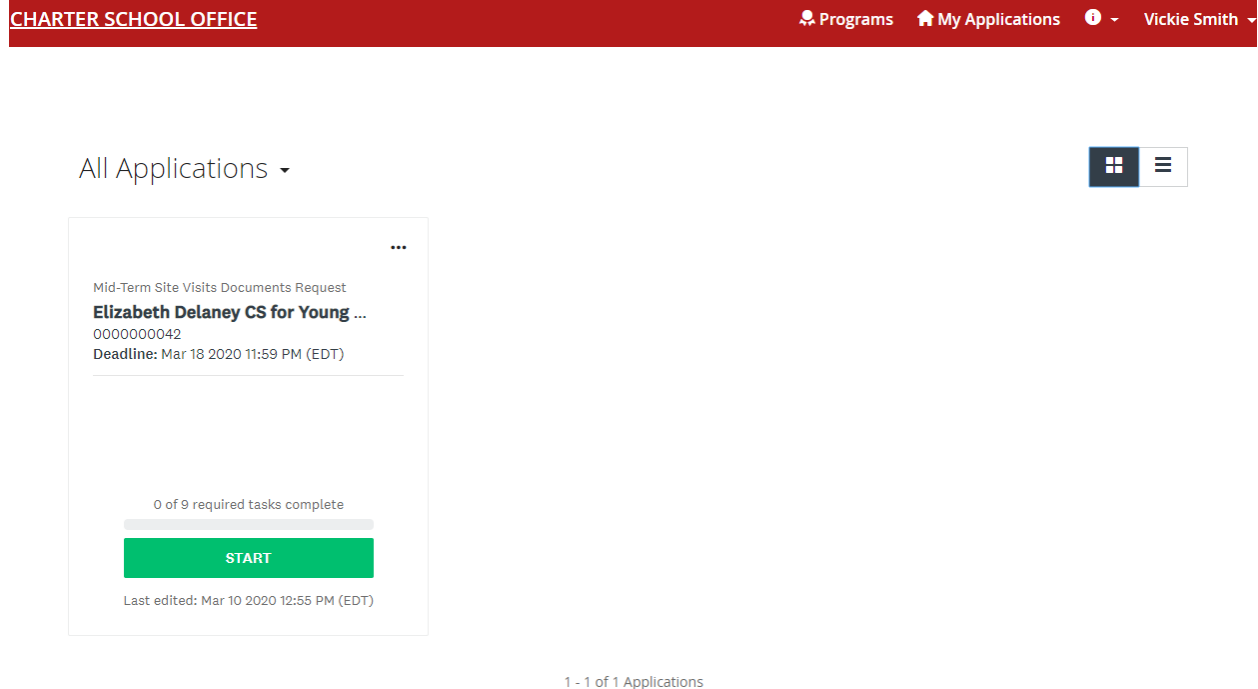 CHARTER SCHOOL OFFICE Programs My Applications Vickie Smith
All Applications
Mid-Term Site Visits Documents Request
Elizabeth Delaney CS for Young ...
0000000042
Deadline: Mar 18 2020 11:59 PM (EDT)
0 of 9 required tasks complete
START
Last edited: Mar 10 2020 12:55 PM (EDT)
1 - 1 of 1 Applications